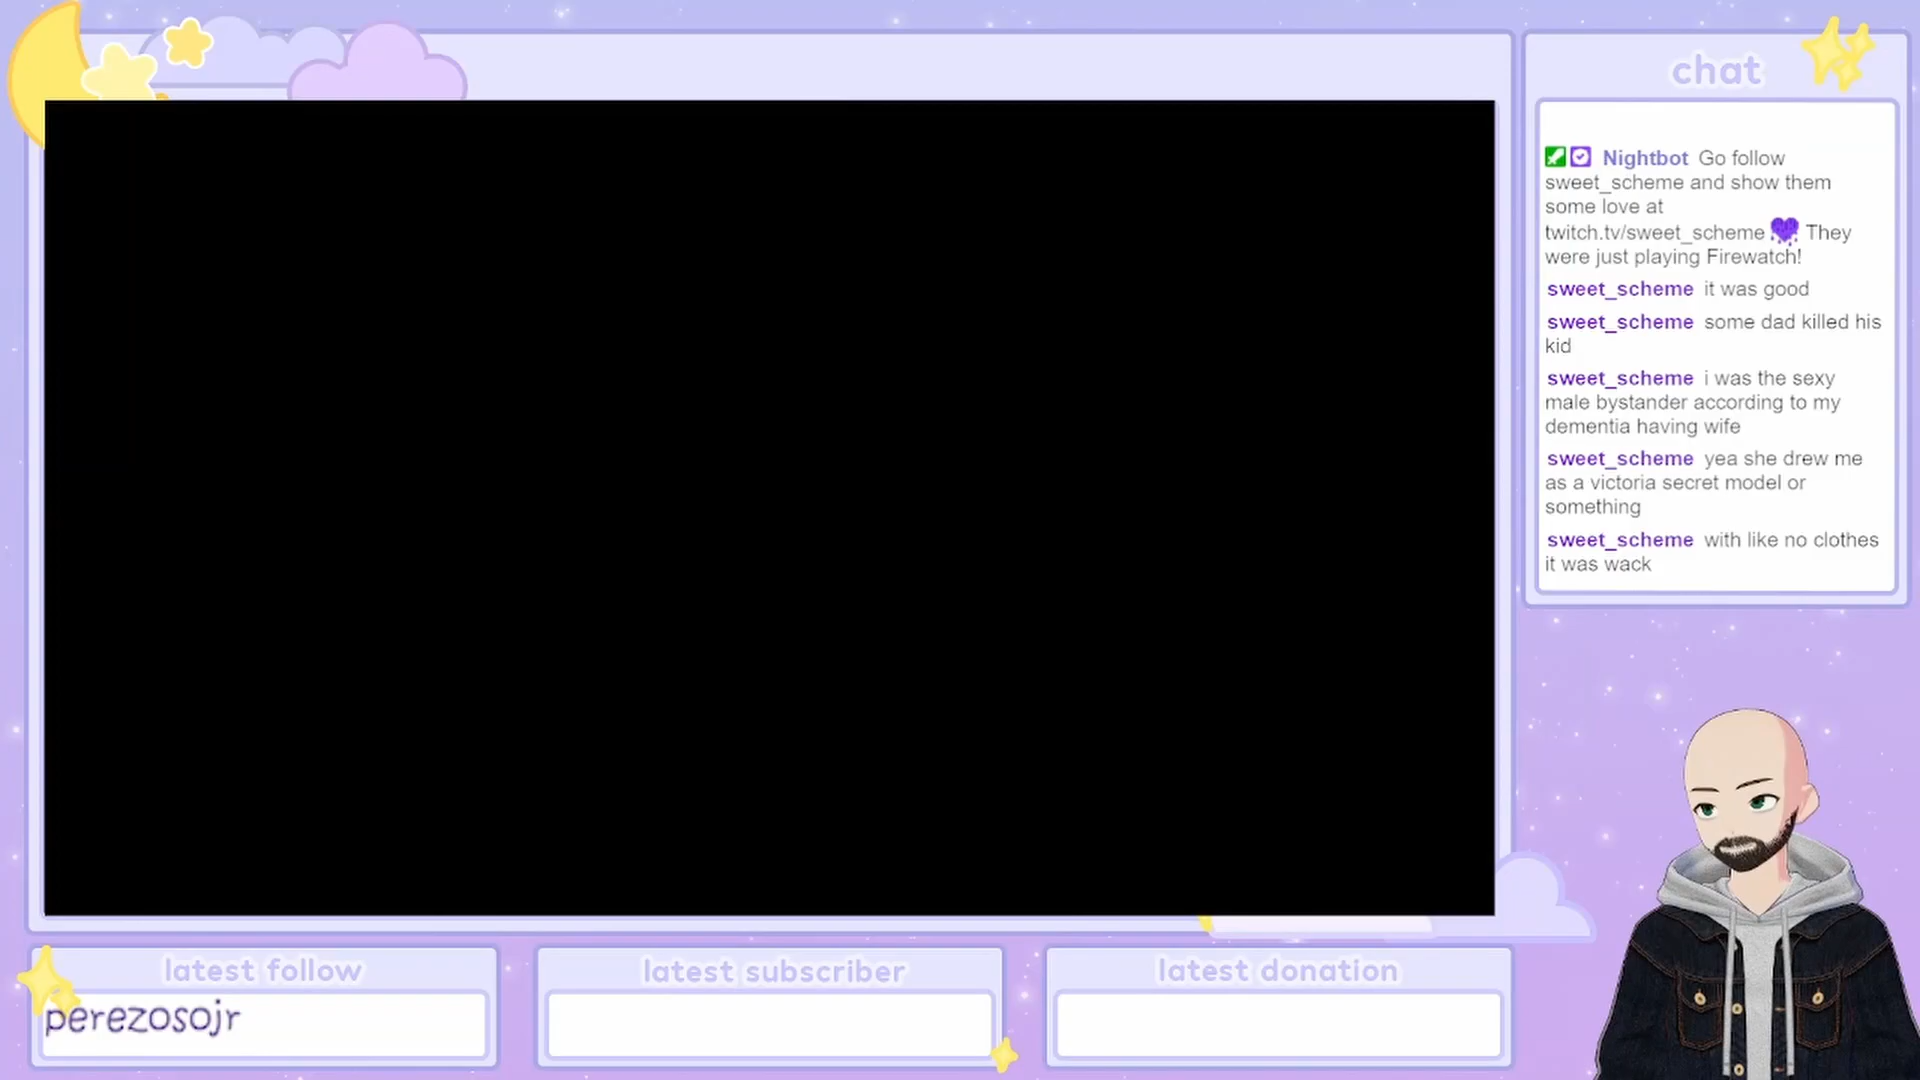 chat
Nightbot Go follow
sweet_scheme and show them
some love at
twitch.tv/sweet_scheme They
were just playing Firewatch!
sweet_scheme it was good
sweet_scheme some dad killed his
kid
sweet_scheme i was the sexy
male bystander according to my
dementia having wife
sweet_scheme yea she drew me
as a victoria secret model or
something
sweet_scheme with like no clothes
it was wack
latest follow
perezosojr
latest subscriber
latest donation